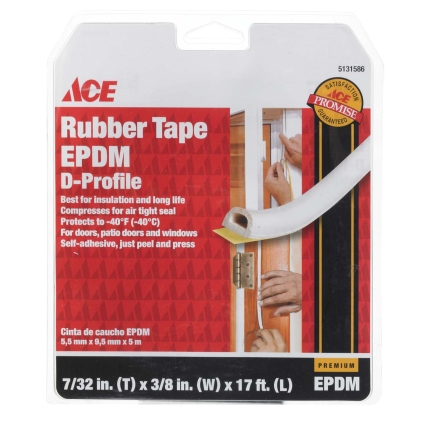 5131586
ACE
SATISFACTION
ACE
PROMISE
GUARANTEED
Rubber Tape
EPDM
D-Profile
Best for insulation and long life
Compresses for air tight seal
Protects to -40°F (-40°C)
For doors, patio doors and windows
Self-adhesive, just peel and press
Cinta de caucho EPDM
5,5 mm x 9,5 mm x 5 m
PREMIUM
7/32 in. (T) x 3/8 in. (W) x 17 ft. (L)
EPDM